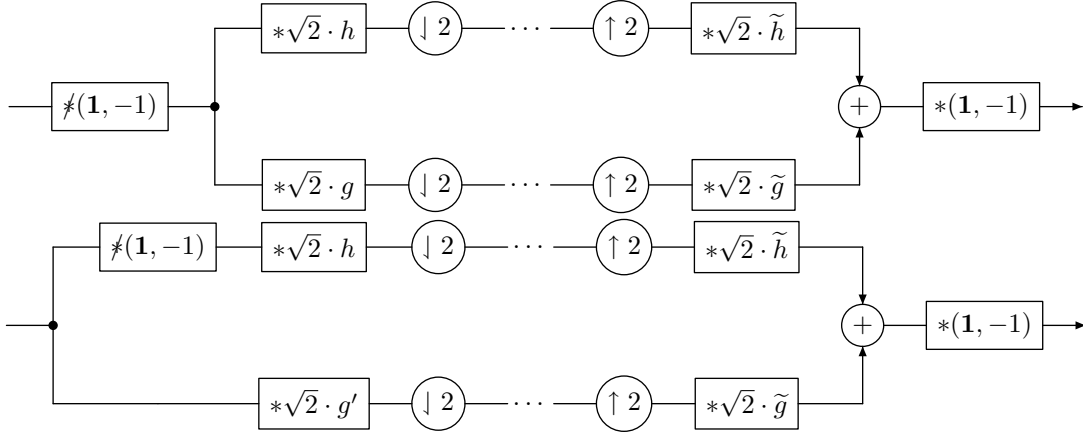 ∗√2 · h ↓ 2 · · · ↑ 2 ∗√2 · h̃
∗̸(𝟏, −1) + ∗(𝟏, −1)
∗√2 · g ↓ 2 · · · ↑ 2 ∗√2 · g̃
∗̸(𝟏, −1) ∗√2 · h ↓ 2 · · · ↑ 2 ∗√2 · h̃
+ ∗(𝟏, −1)
∗√2 · g′ ↓ 2 · · · ↑ 2 ∗√2 · g̃